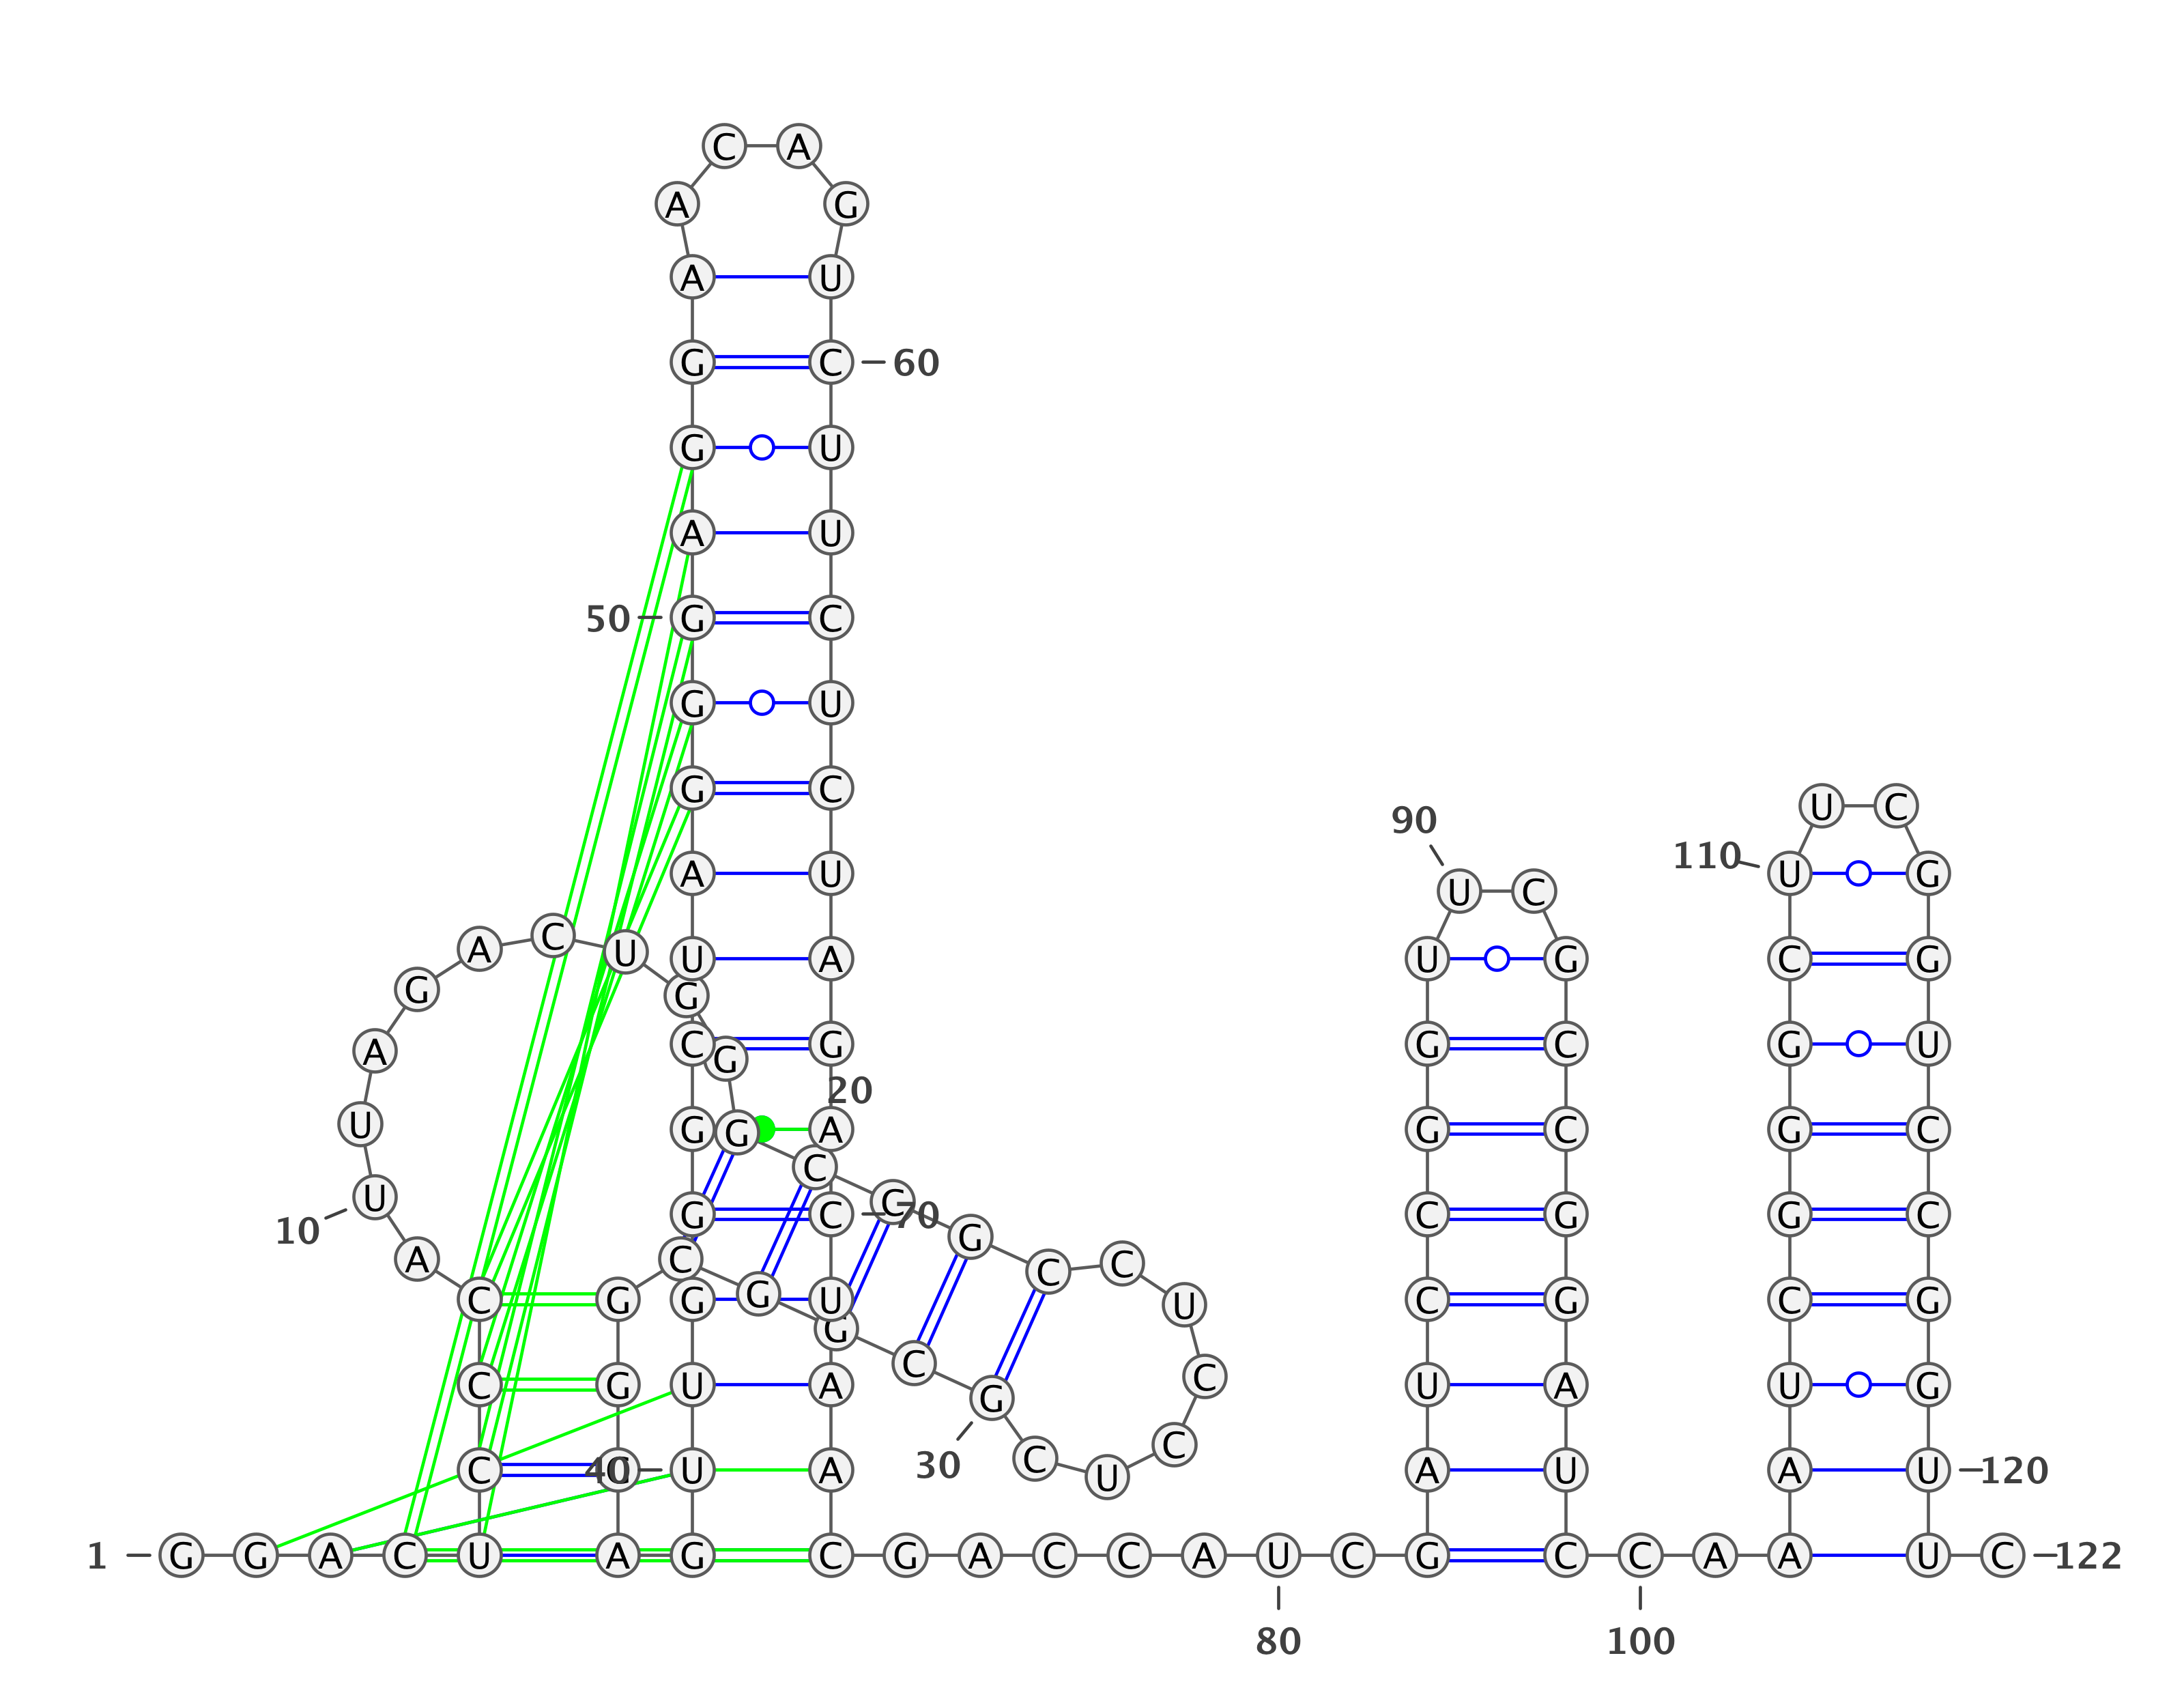 C A
A G
A U
G C 60
G U
A U
50 G C
G U
G C
U C
90
110
A U U G
U C
A C U
U A U G C G
G G
C G G C G U
A G
20
U G G A G C G C
C
U C
G C 70 C G G C
10 G
A C C C
C G G G U U C G C G
G
C
C G U A C U A U G
G
C
C
C 40 U A 30 A U A U 120
U
1 G G A C U A G C G A C C A U C G C C A A U C 122
80 100